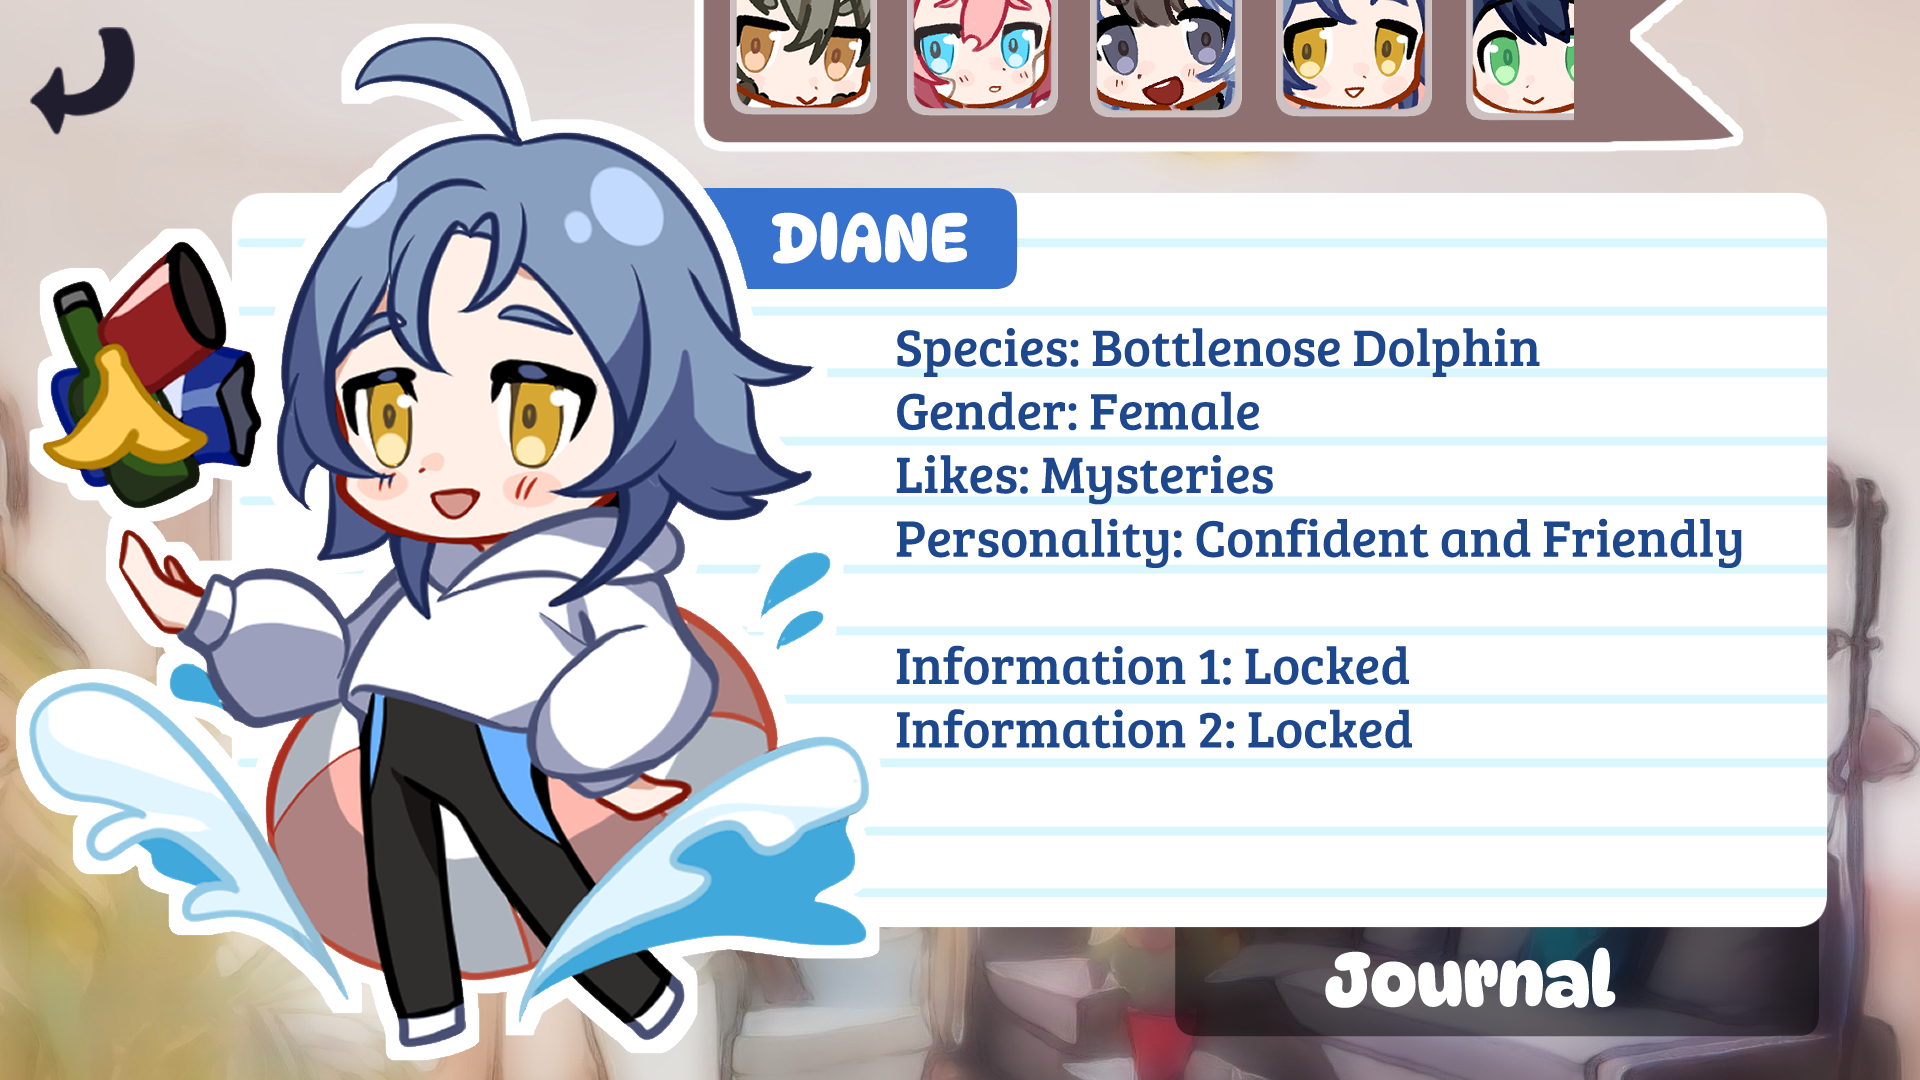 DIANE
Species: Bottlenose Dolphin
Gender: Female
Likes: Mysteries
Personality: Confident and Friendly
Information 1: Locked
Information 2: Locked
Journal